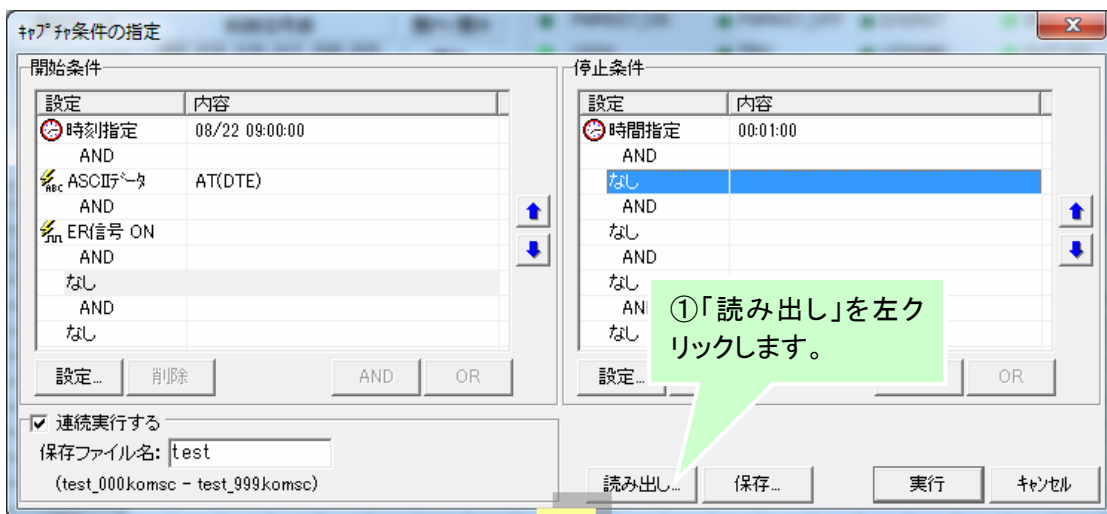 ｷｬﾌﾟﾁｬ条件の指定
開始条件
設定 内容
時刻指定 08/22 09:00:00
AND
ASCIIﾃﾞｰﾀ AT(DTE)
AND
ER信号 ON
AND
なし
AND
なし
設定... 削除 AND OR
停止条件
設定 内容
時間指定 00:01:00
AND
なし
AND
なし
AND
なし
AN
なし
設定... OR
①「読み出し」を左ク
リックします。
連続実行する
保存ファイル名: test
(test_000.komsc - test_999.komsc)
読み出し... 保存... 実行 ｷｬﾝｾﾙ